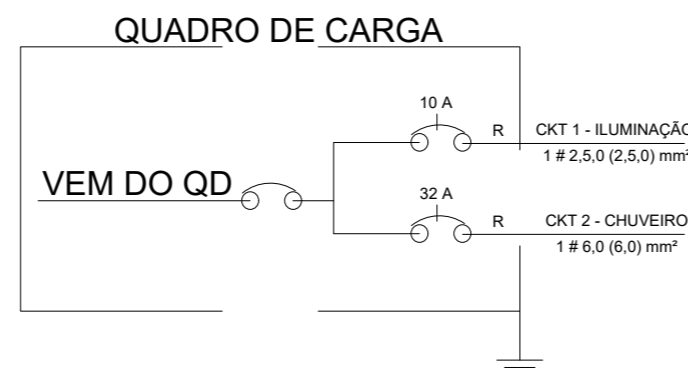 QUADRO DE CARGA
10 A
R
CKT 1 - ILUMINAÇÃO
1 # 2,5,0 (2,5,0) mm²
VEM DO QD
32 A
R
CKT 2 - CHUVEIRO
1 # 6,0 (6,0) mm²